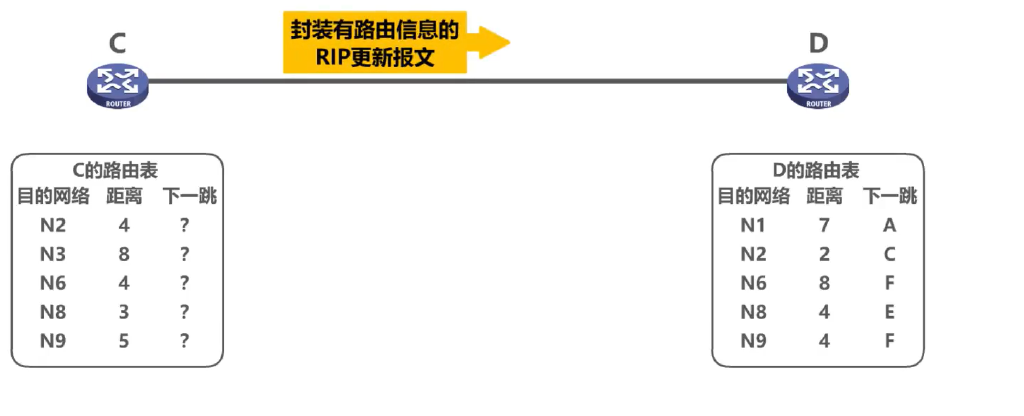 封装有路由信息的
RIP更新报文
C
D
ROUTER
ROUTER
C的路由表
目的网络 距离 下一跳
N2 4 ?
N3 8 ?
N6 4 ?
N8 3 ?
N9 5 ?
D的路由表
目的网络 距离 下一跳
N1 7 A
N2 2 C
N6 8 F
N8 4 E
N9 4 F